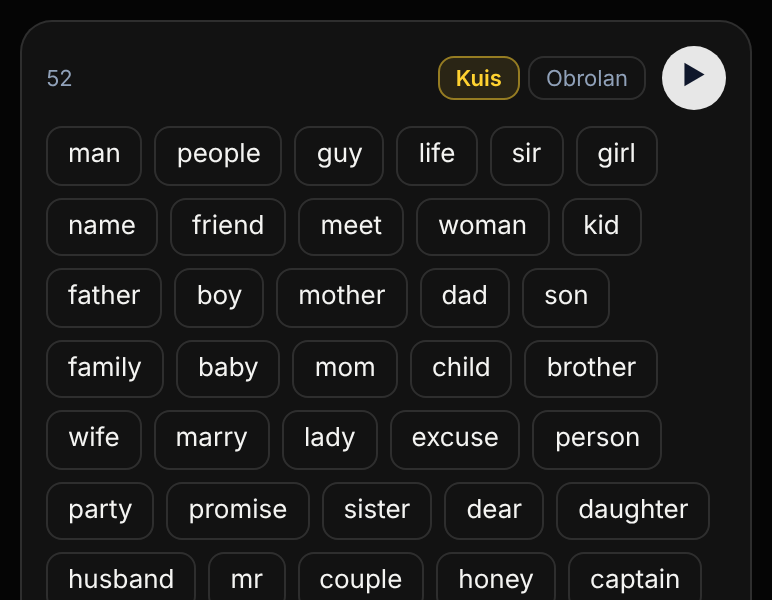 52 Kuis Obrolan
man people guy life sir girl
name friend meet woman kid
father boy mother dad son
family baby mom child brother
wife marry lady excuse person
party promise sister dear daughter
husband mr couple honey captain